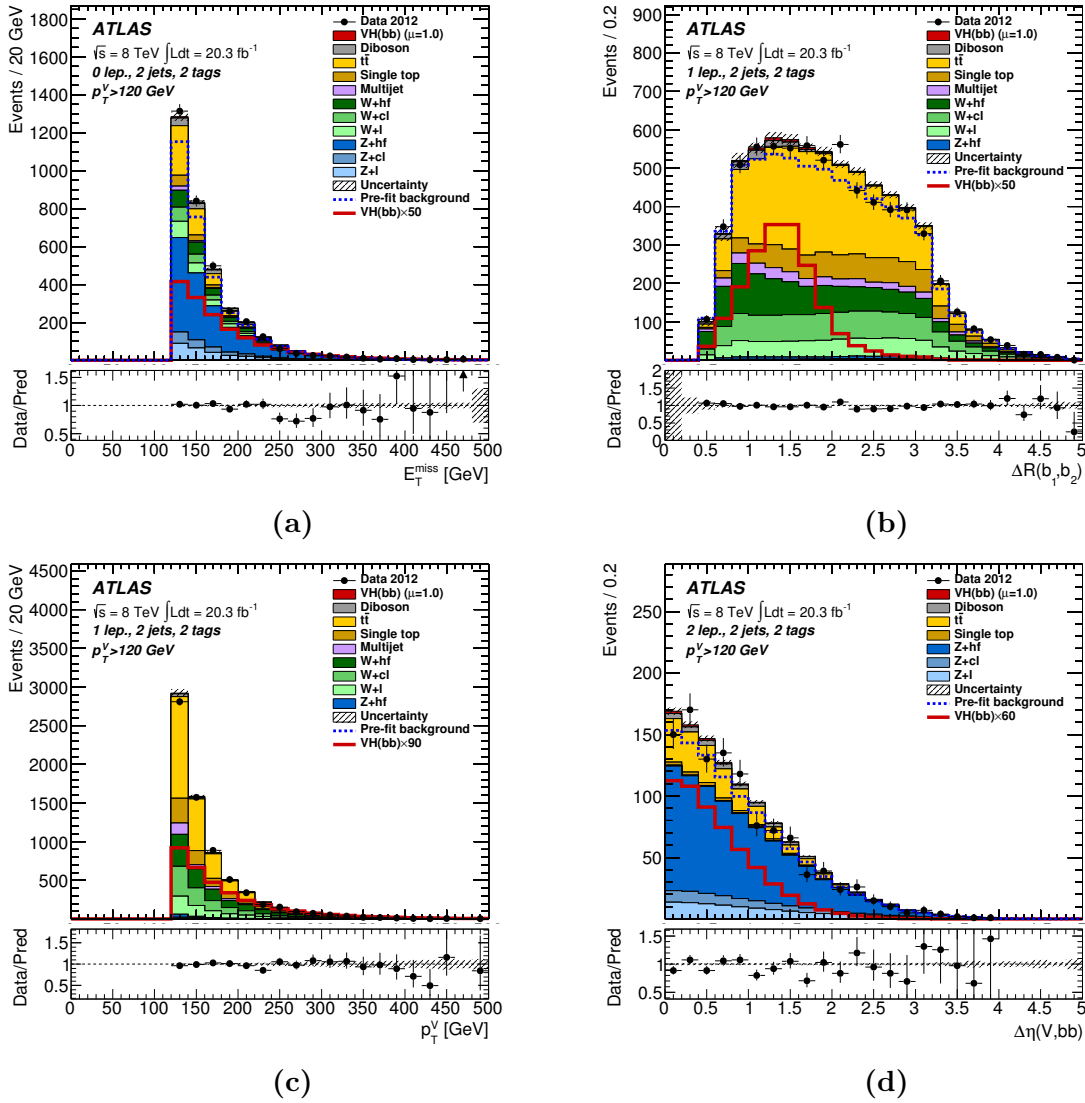 ATLAS
√s = 8 TeV ∫Ldt = 20.3 fb⁻¹
0 lep., 2 jets, 2 tags
p_T^V>120 GeV
Data 2012
VH(bb) (μ=1.0)
Diboson
tt̄
Single top
Multijet
W+hf
W+cl
W+l
Z+hf
Z+cl
Z+l
Uncertainty
Pre-fit background
VH(bb)×50
Events / 20 GeV
1800
1600
1400
1200
1000
800
600
400
200
Data/Pred
1.5
1
0.5
0 50 100 150 200 250 300 350 400 450 500
E_T^miss [GeV]
(a)
ATLAS
√s = 8 TeV ∫Ldt = 20.3 fb⁻¹
1 lep., 2 jets, 2 tags
p_T^V>120 GeV
Data 2012
VH(bb) (μ=1.0)
Diboson
tt̄
Single top
Multijet
W+hf
W+cl
W+l
Z+hf
Z+cl
Z+l
Uncertainty
Pre-fit background
VH(bb)×50
Events / 0.2
900
800
700
600
500
400
300
200
100
0
Data/Pred
2
1.5
1
0.5
0
0 0.5 1 1.5 2 2.5 3 3.5 4 4.5 5
ΔR(b₁,b₂)
(b)
ATLAS
√s = 8 TeV ∫Ldt = 20.3 fb⁻¹
1 lep., 2 jets, 2 tags
p_T^V>120 GeV
Data 2012
VH(bb) (μ=1.0)
Diboson
tt̄
Single top
Multijet
W+hf
W+cl
W+l
Z+hf
Uncertainty
Pre-fit background
VH(bb)×90
Events / 20 GeV
4500
4000
3500
3000
2500
2000
1500
1000
500
Data/Pred
1.5
1
0.5
0 50 100 150 200 250 300 350 400 450 500
p_T^V [GeV]
(c)
ATLAS
√s = 8 TeV ∫Ldt = 20.3 fb⁻¹
2 lep., 2 jets, 2 tags
p_T^V>120 GeV
Data 2012
VH(bb) (μ=1.0)
Diboson
tt̄
Single top
Z+hf
Z+cl
Z+l
Uncertainty
Pre-fit background
VH(bb)×60
Events / 0.2
250
200
150
100
50
0
Data/Pred
1.5
1
0.5
0 0.5 1 1.5 2 2.5 3 3.5 4 4.5 5
Δη(V,bb)
(d)